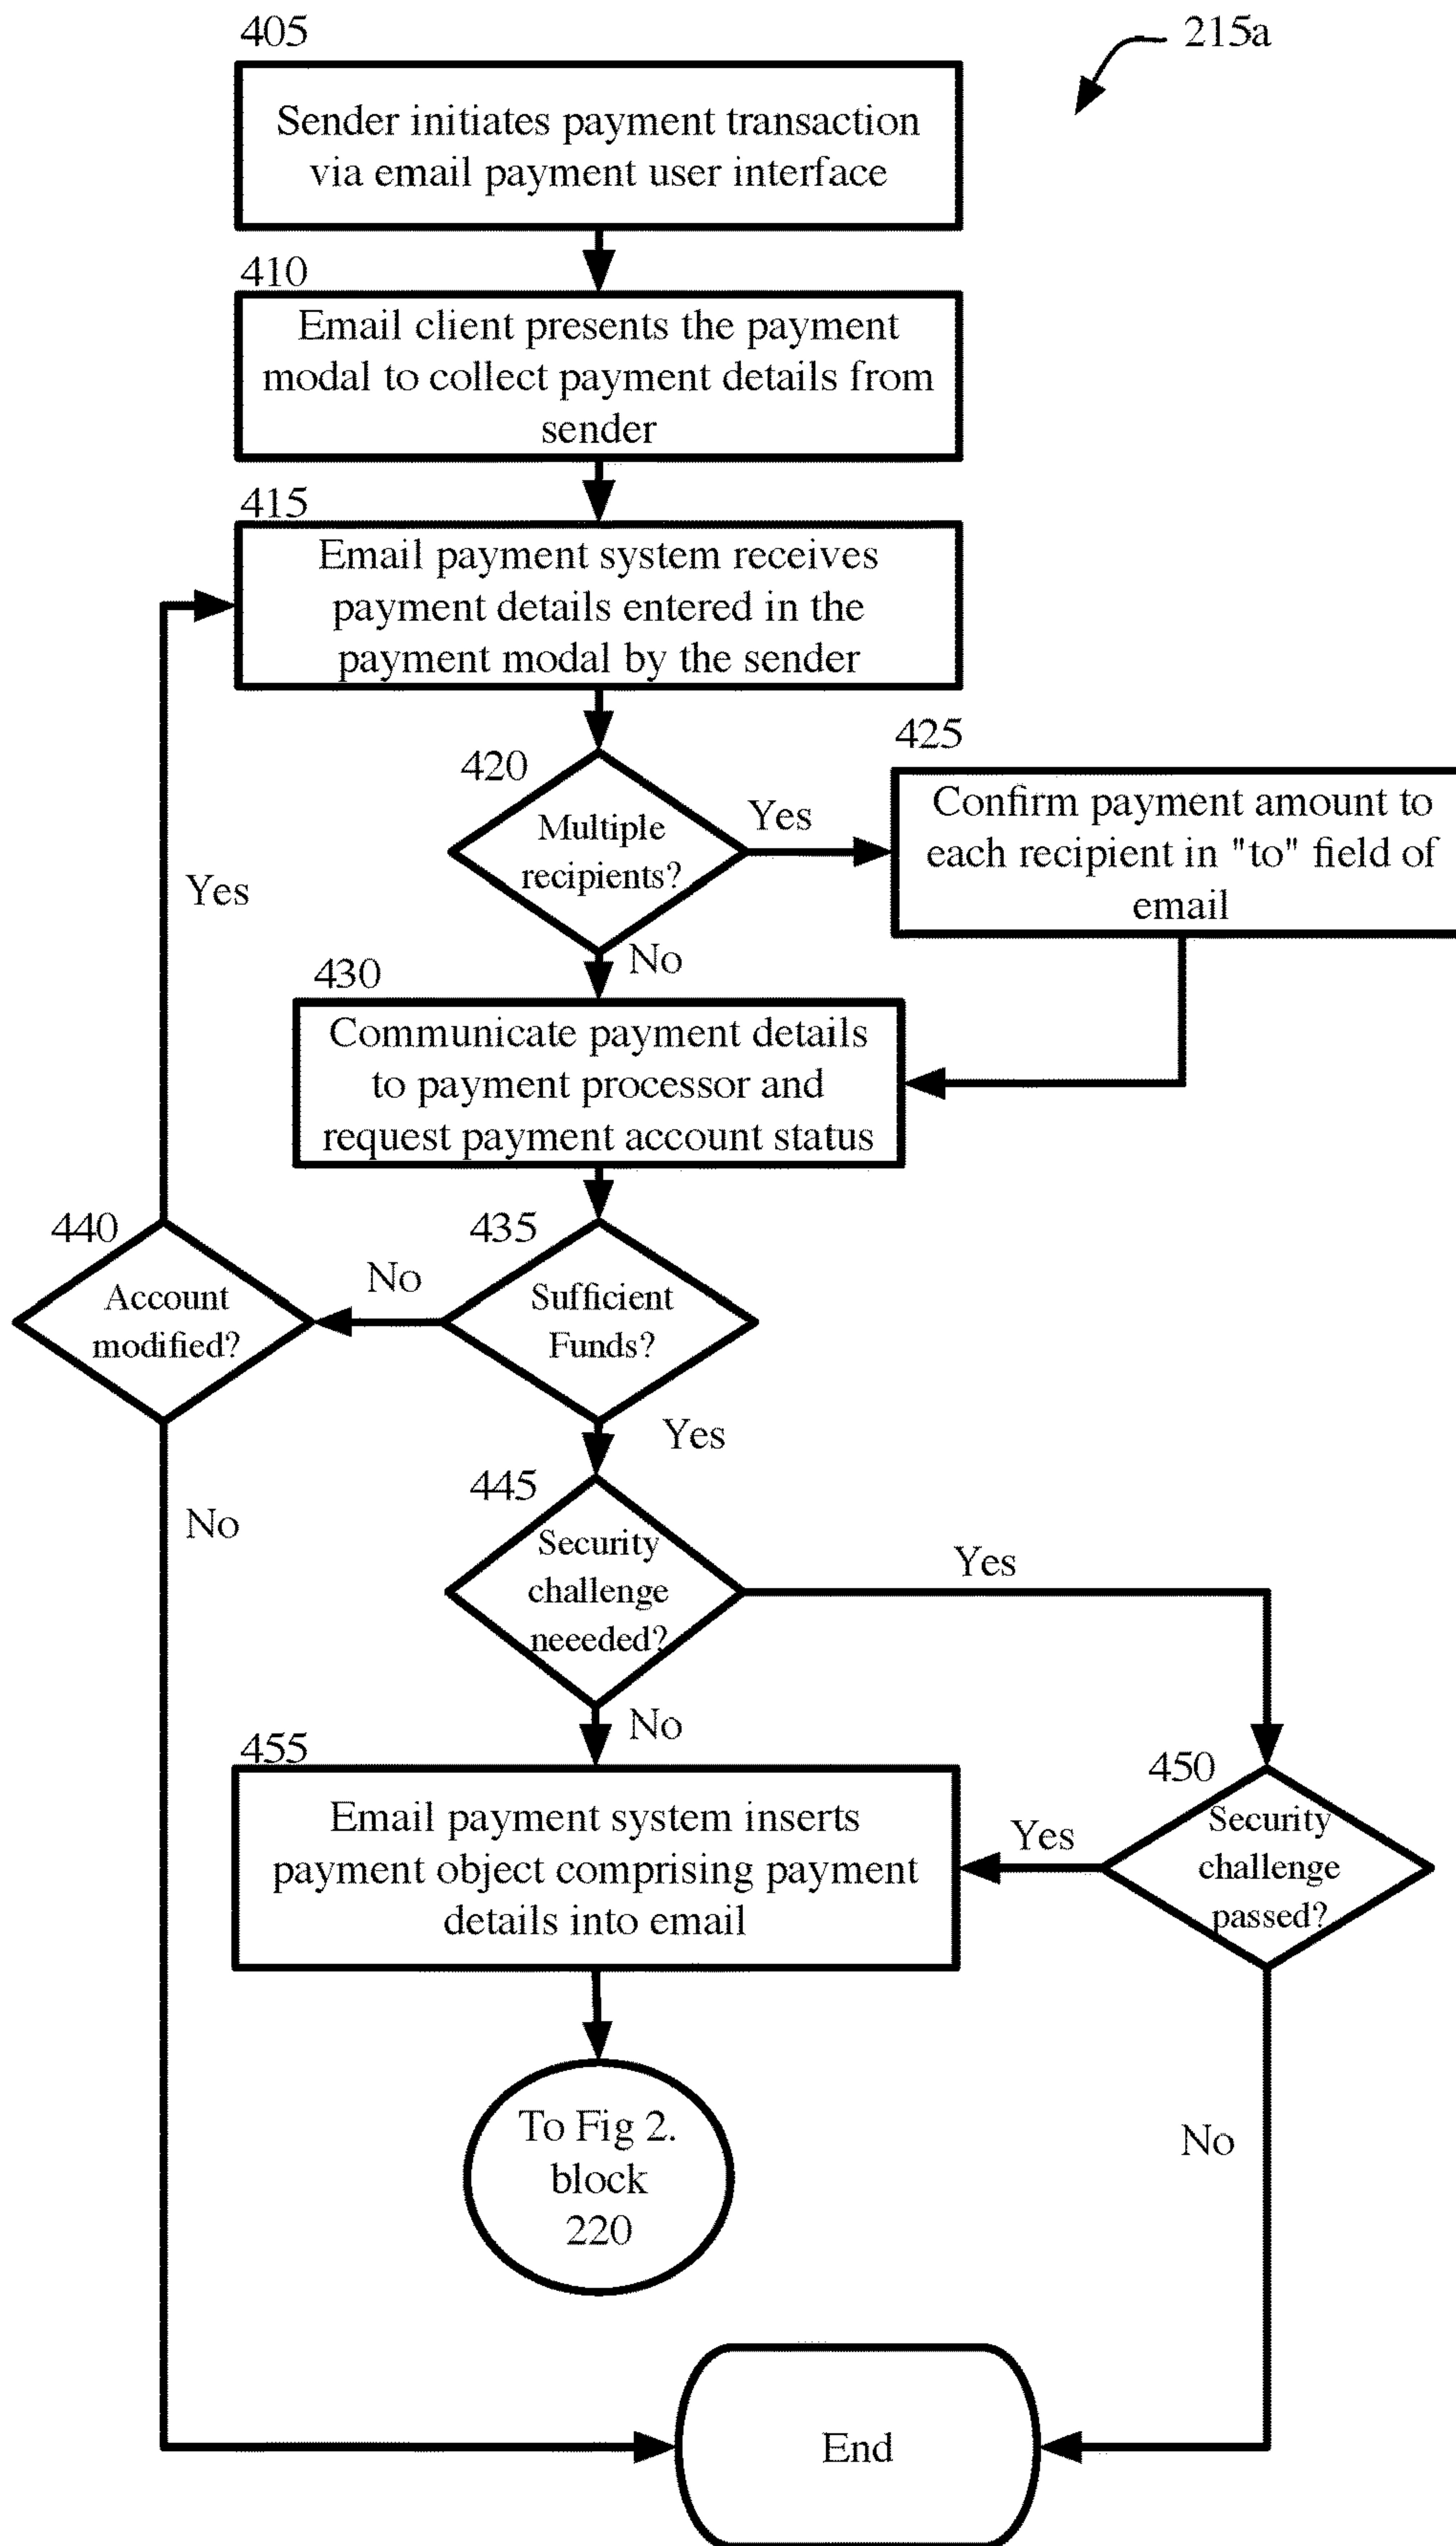 405
215a
Sender initiates payment transaction
via email payment user interface
410
Email client presents the payment
modal to collect payment details from
sender
415
Email payment system receives
payment details entered in the
payment modal by the sender
420
Multiple
recipients?
Yes
425
Confirm payment amount to
each recipient in "to" field of
email
Yes
No
430
Communicate payment details
to payment processor and
request payment account status
440
Account
modified?
No
435
Sufficient
Funds?
Yes
No
445
Security
challenge
neeeded?
Yes
No
455
Email payment system inserts
payment object comprising payment
details into email
Yes
450
Security
challenge
passed?
To Fig 2.
block
220
No
End